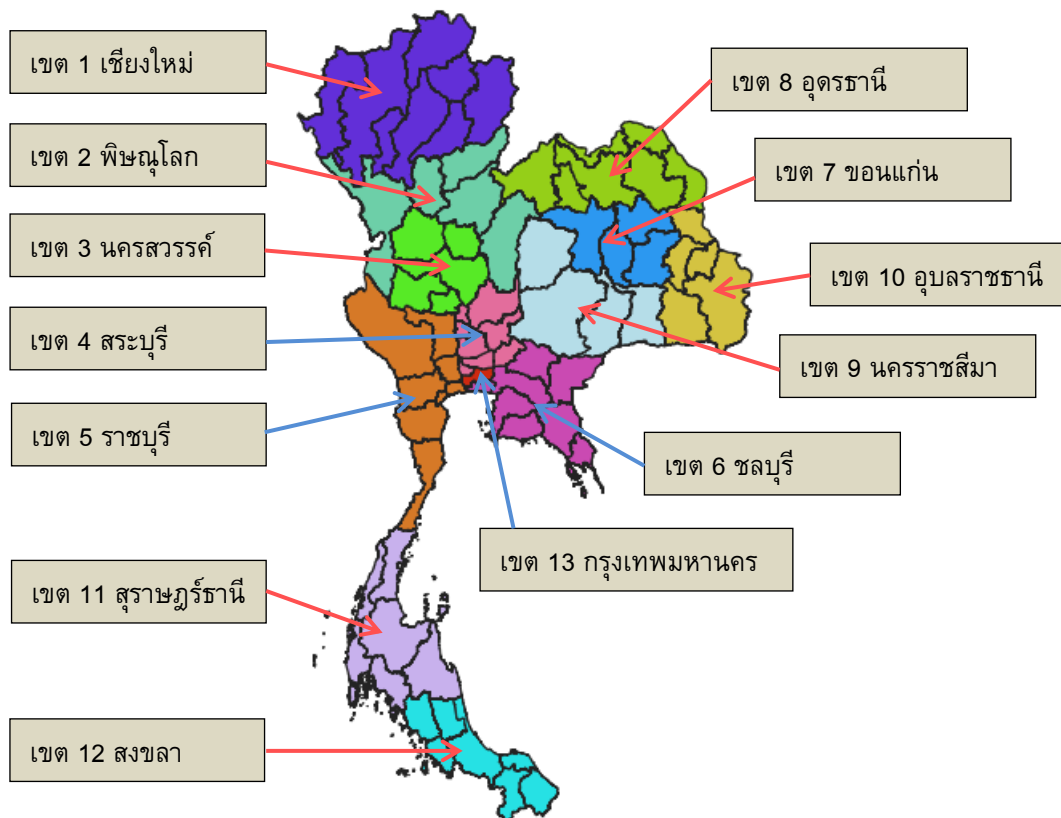 เขต 1 เชียงใหม่
เขต 8 อุดรธานี
เขต 2 พิษณุโลก
เขต 7 ขอนแก่น
เขต 3 นครสวรรค์
เขต 10 อุบลราชธานี
เขต 4 สระบุรี
เขต 9 นครราชสีมา
เขต 5 ราชบุรี
เขต 6 ชลบุรี
เขต 13 กรุงเทพมหานคร
เขต 11 สุราษฎร์ธานี
เขต 12 สงขลา